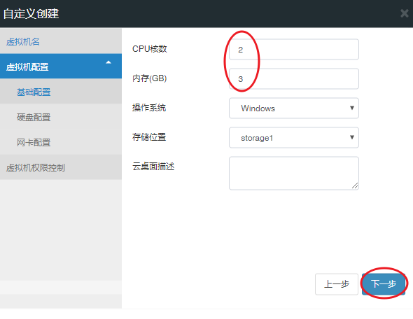 自定义创建
虚拟机名
虚拟机配置
基础配置
硬盘配置
网卡配置
虚拟机权限控制
CPU核数
2
内存(GB)
3
操作系统
Windows
存储位置
storage1
云桌面描述
上一步
下一步